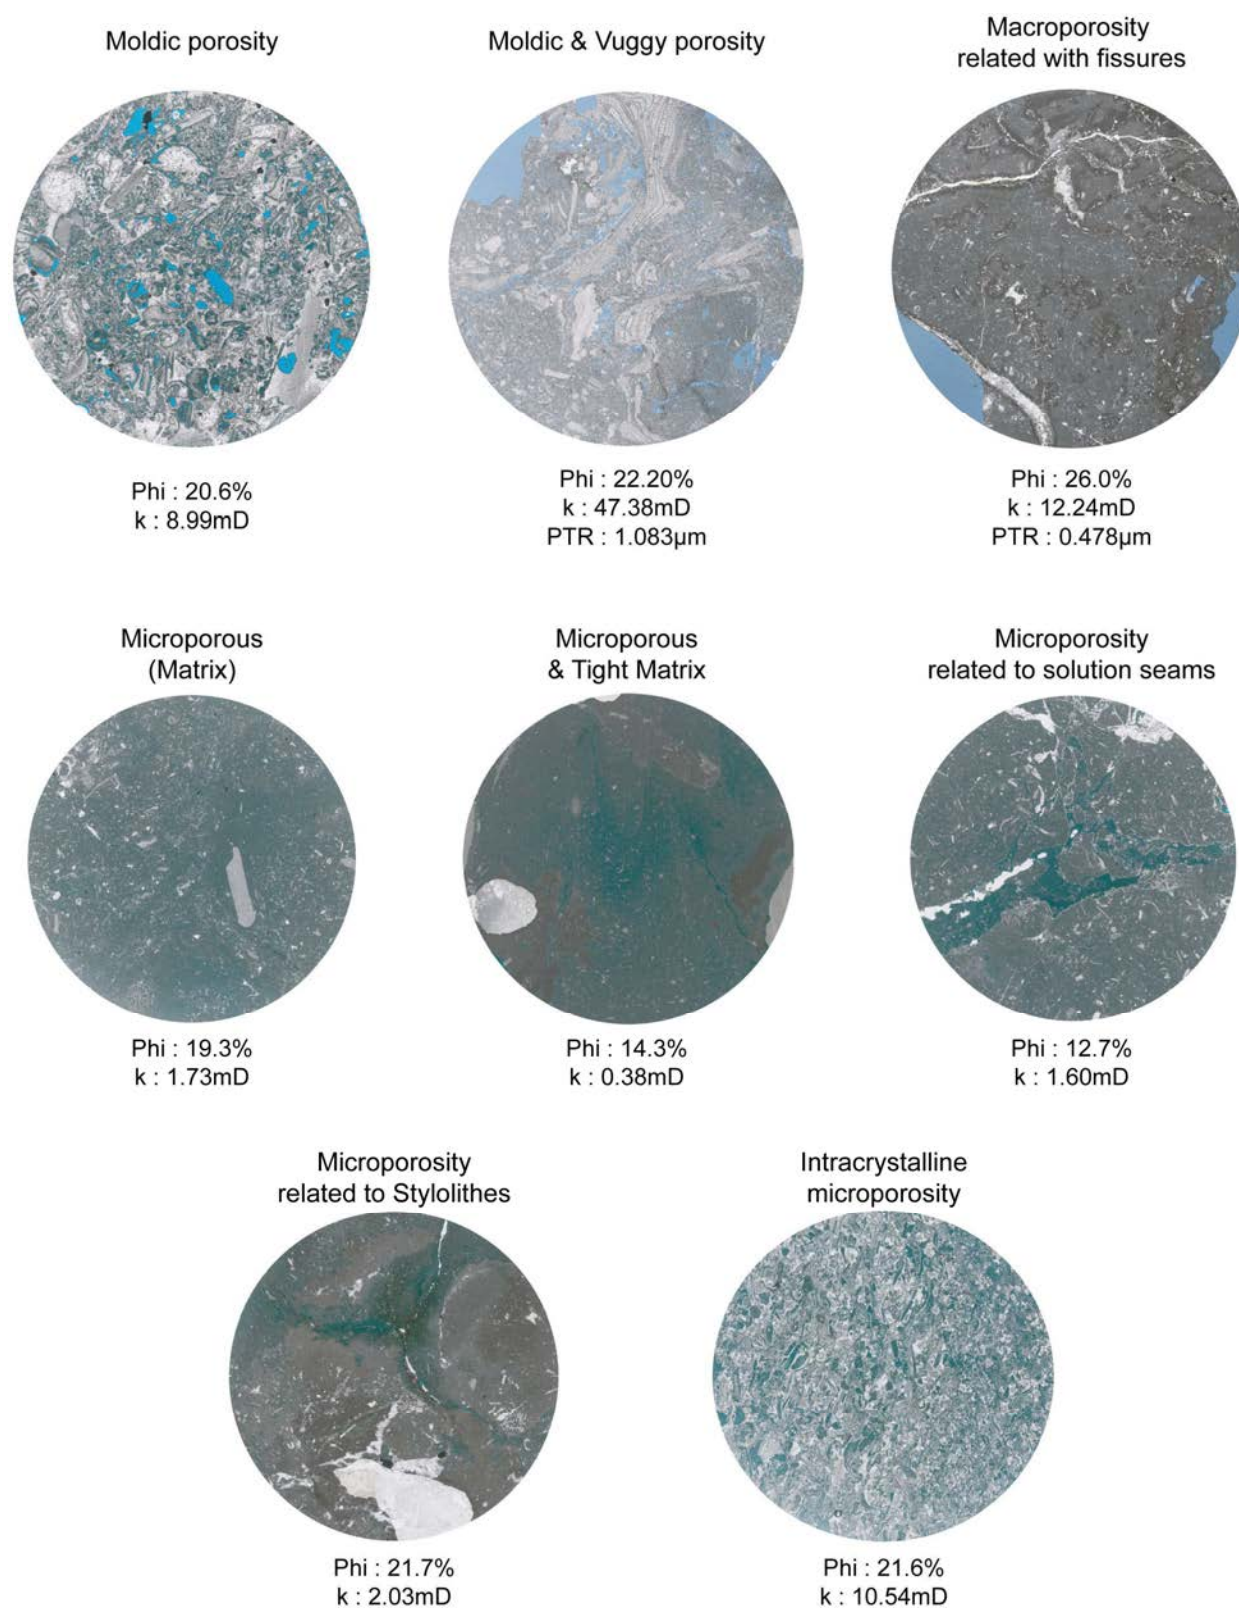 Moldic porosity
Moldic & Vuggy porosity
Macroporosity
related with fissures
Phi : 20.6%
k : 8.99mD
Phi : 22.20%
k : 47.38mD
PTR : 1.083µm
Phi : 26.0%
k : 12.24mD
PTR : 0.478µm
Microporous
(Matrix)
Microporous
& Tight Matrix
Microporosity
related to solution seams
Phi : 19.3%
k : 1.73mD
Phi : 14.3%
k : 0.38mD
Phi : 12.7%
k : 1.60mD
Microporosity
related to Stylolithes
Intracrystalline
microporosity
Phi : 21.7%
k : 2.03mD
Phi : 21.6%
k : 10.54mD